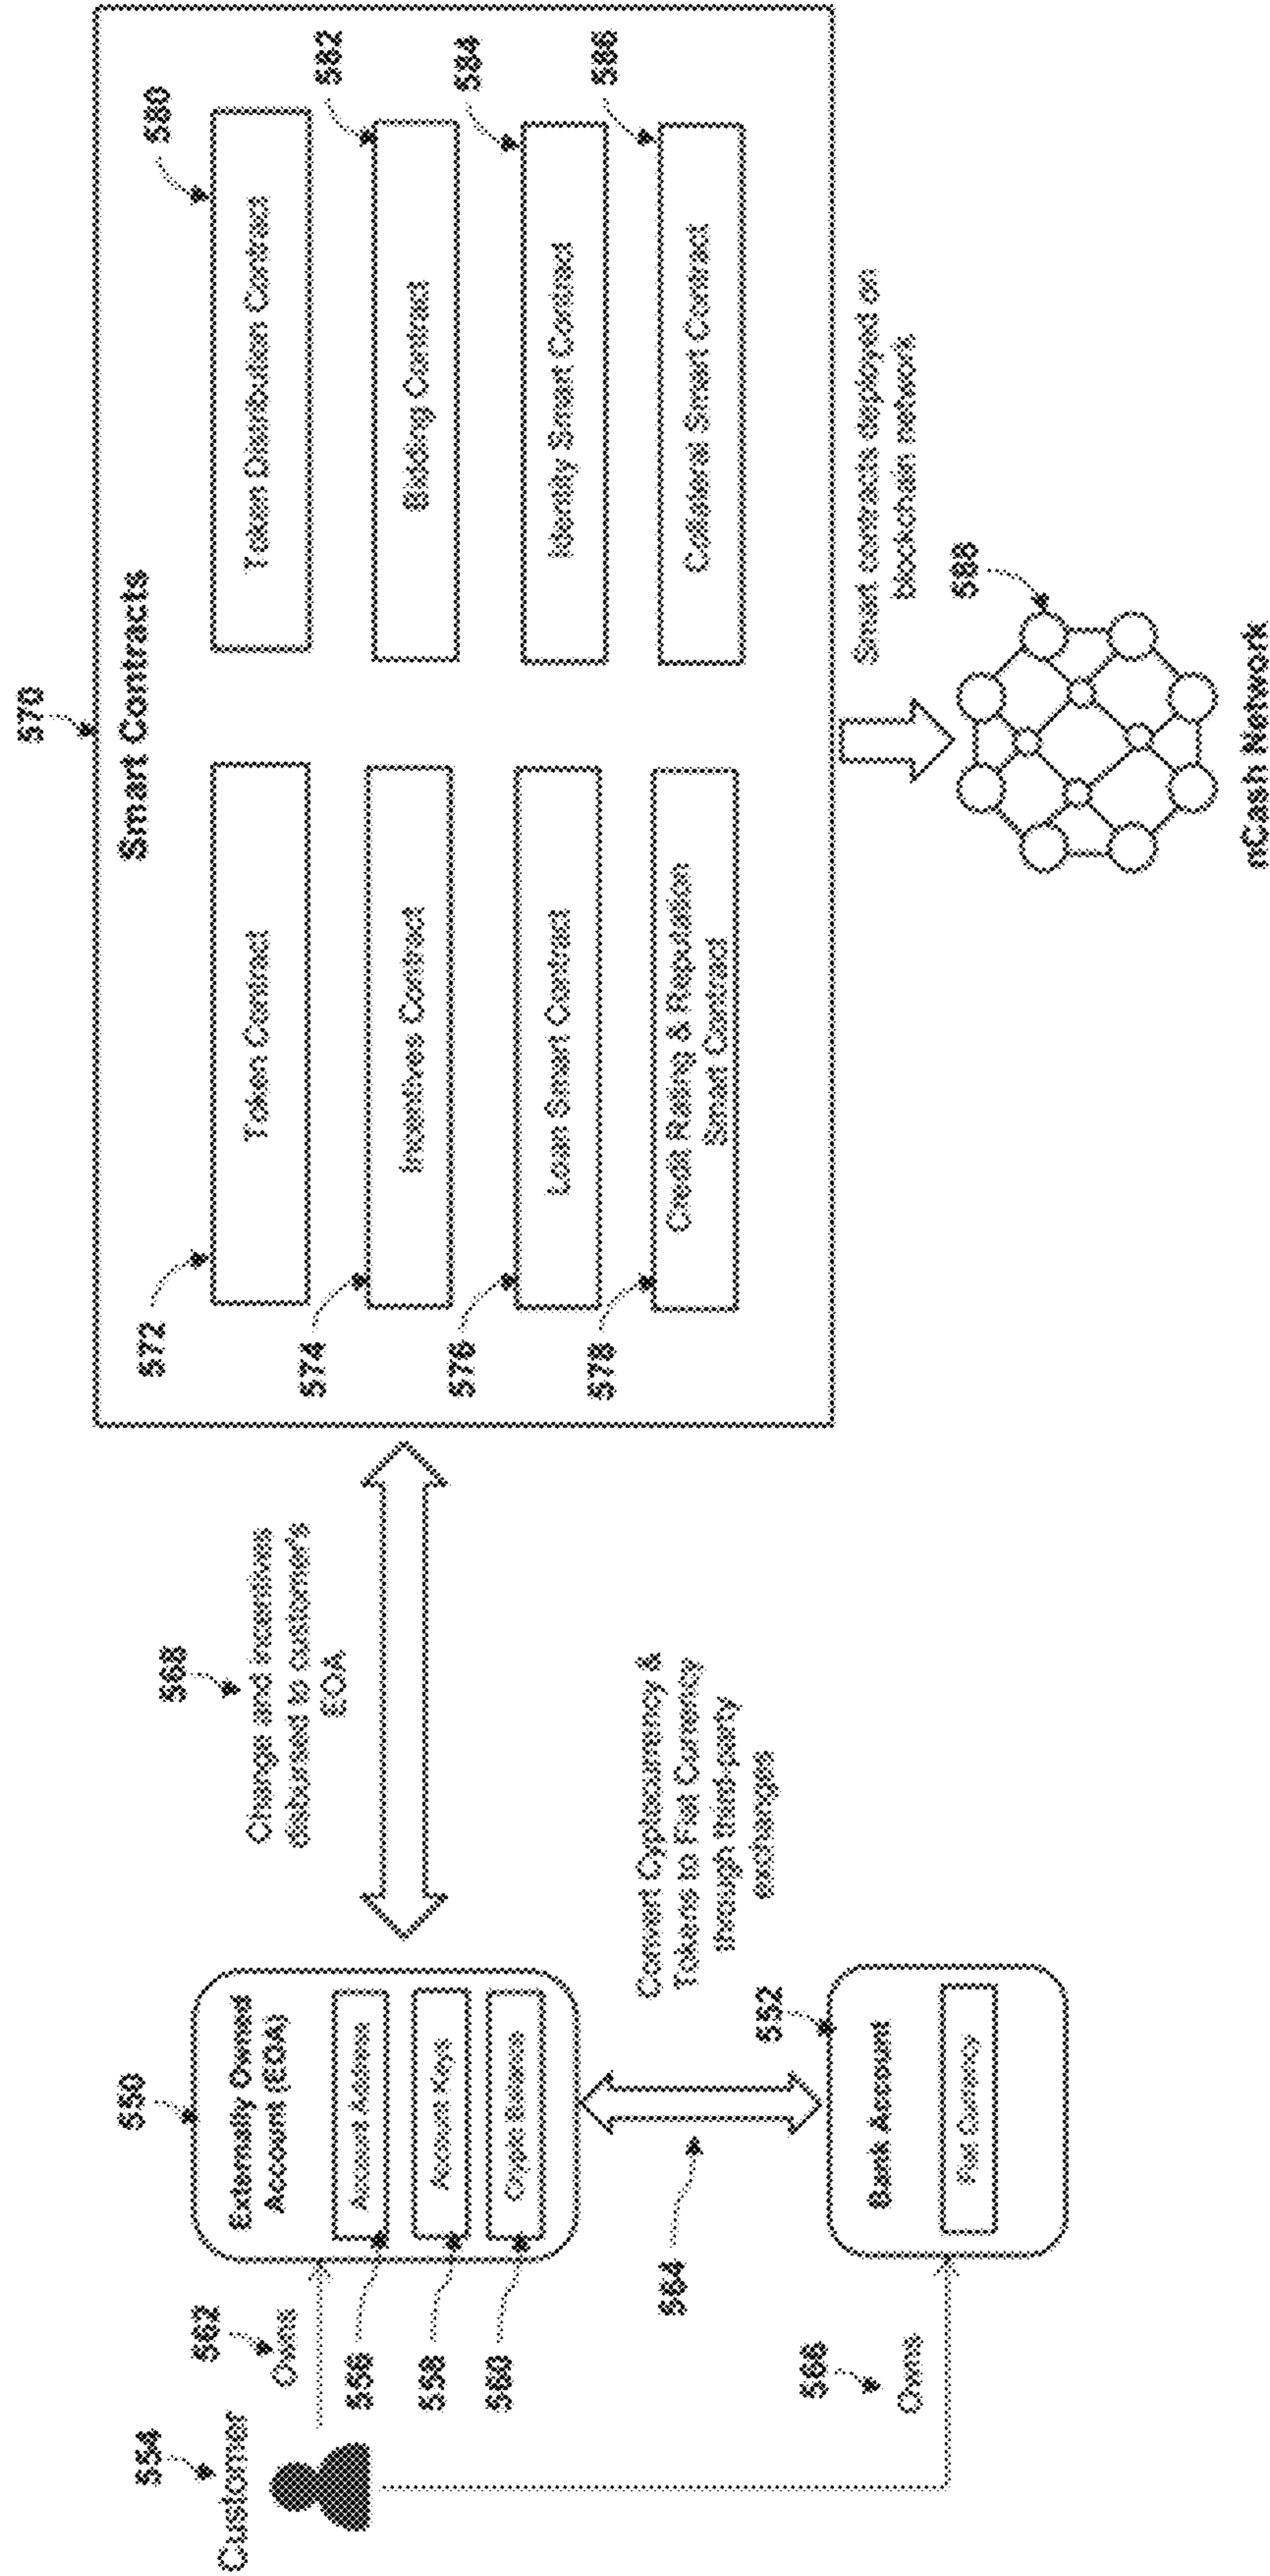 570
Smart Contracts
572
Token Contract
580
Token Distribution Contract
574
Incentives Contract
582
Bidding Contract
576
Loan Smart Contract
584
Identity Smart Contract
578
Credit Rating & Reputation
Smart Contract
586
Collateral Smart Contract
554
Customer
562
Owns
550
Externally Owned
Account (EOA)
556
Account Address
558
Account Keys
560
Crypto Balance
568
Change and incentives
disbursed to customer's
EOA
564
Convert Cyptocurrency &
Tokens to Fiat Currency
through third-party
exchanges
566
Owns
552
Bank Account
Fiat Currency
Smart contracts deployed on
blockchain network
588
nCash Network